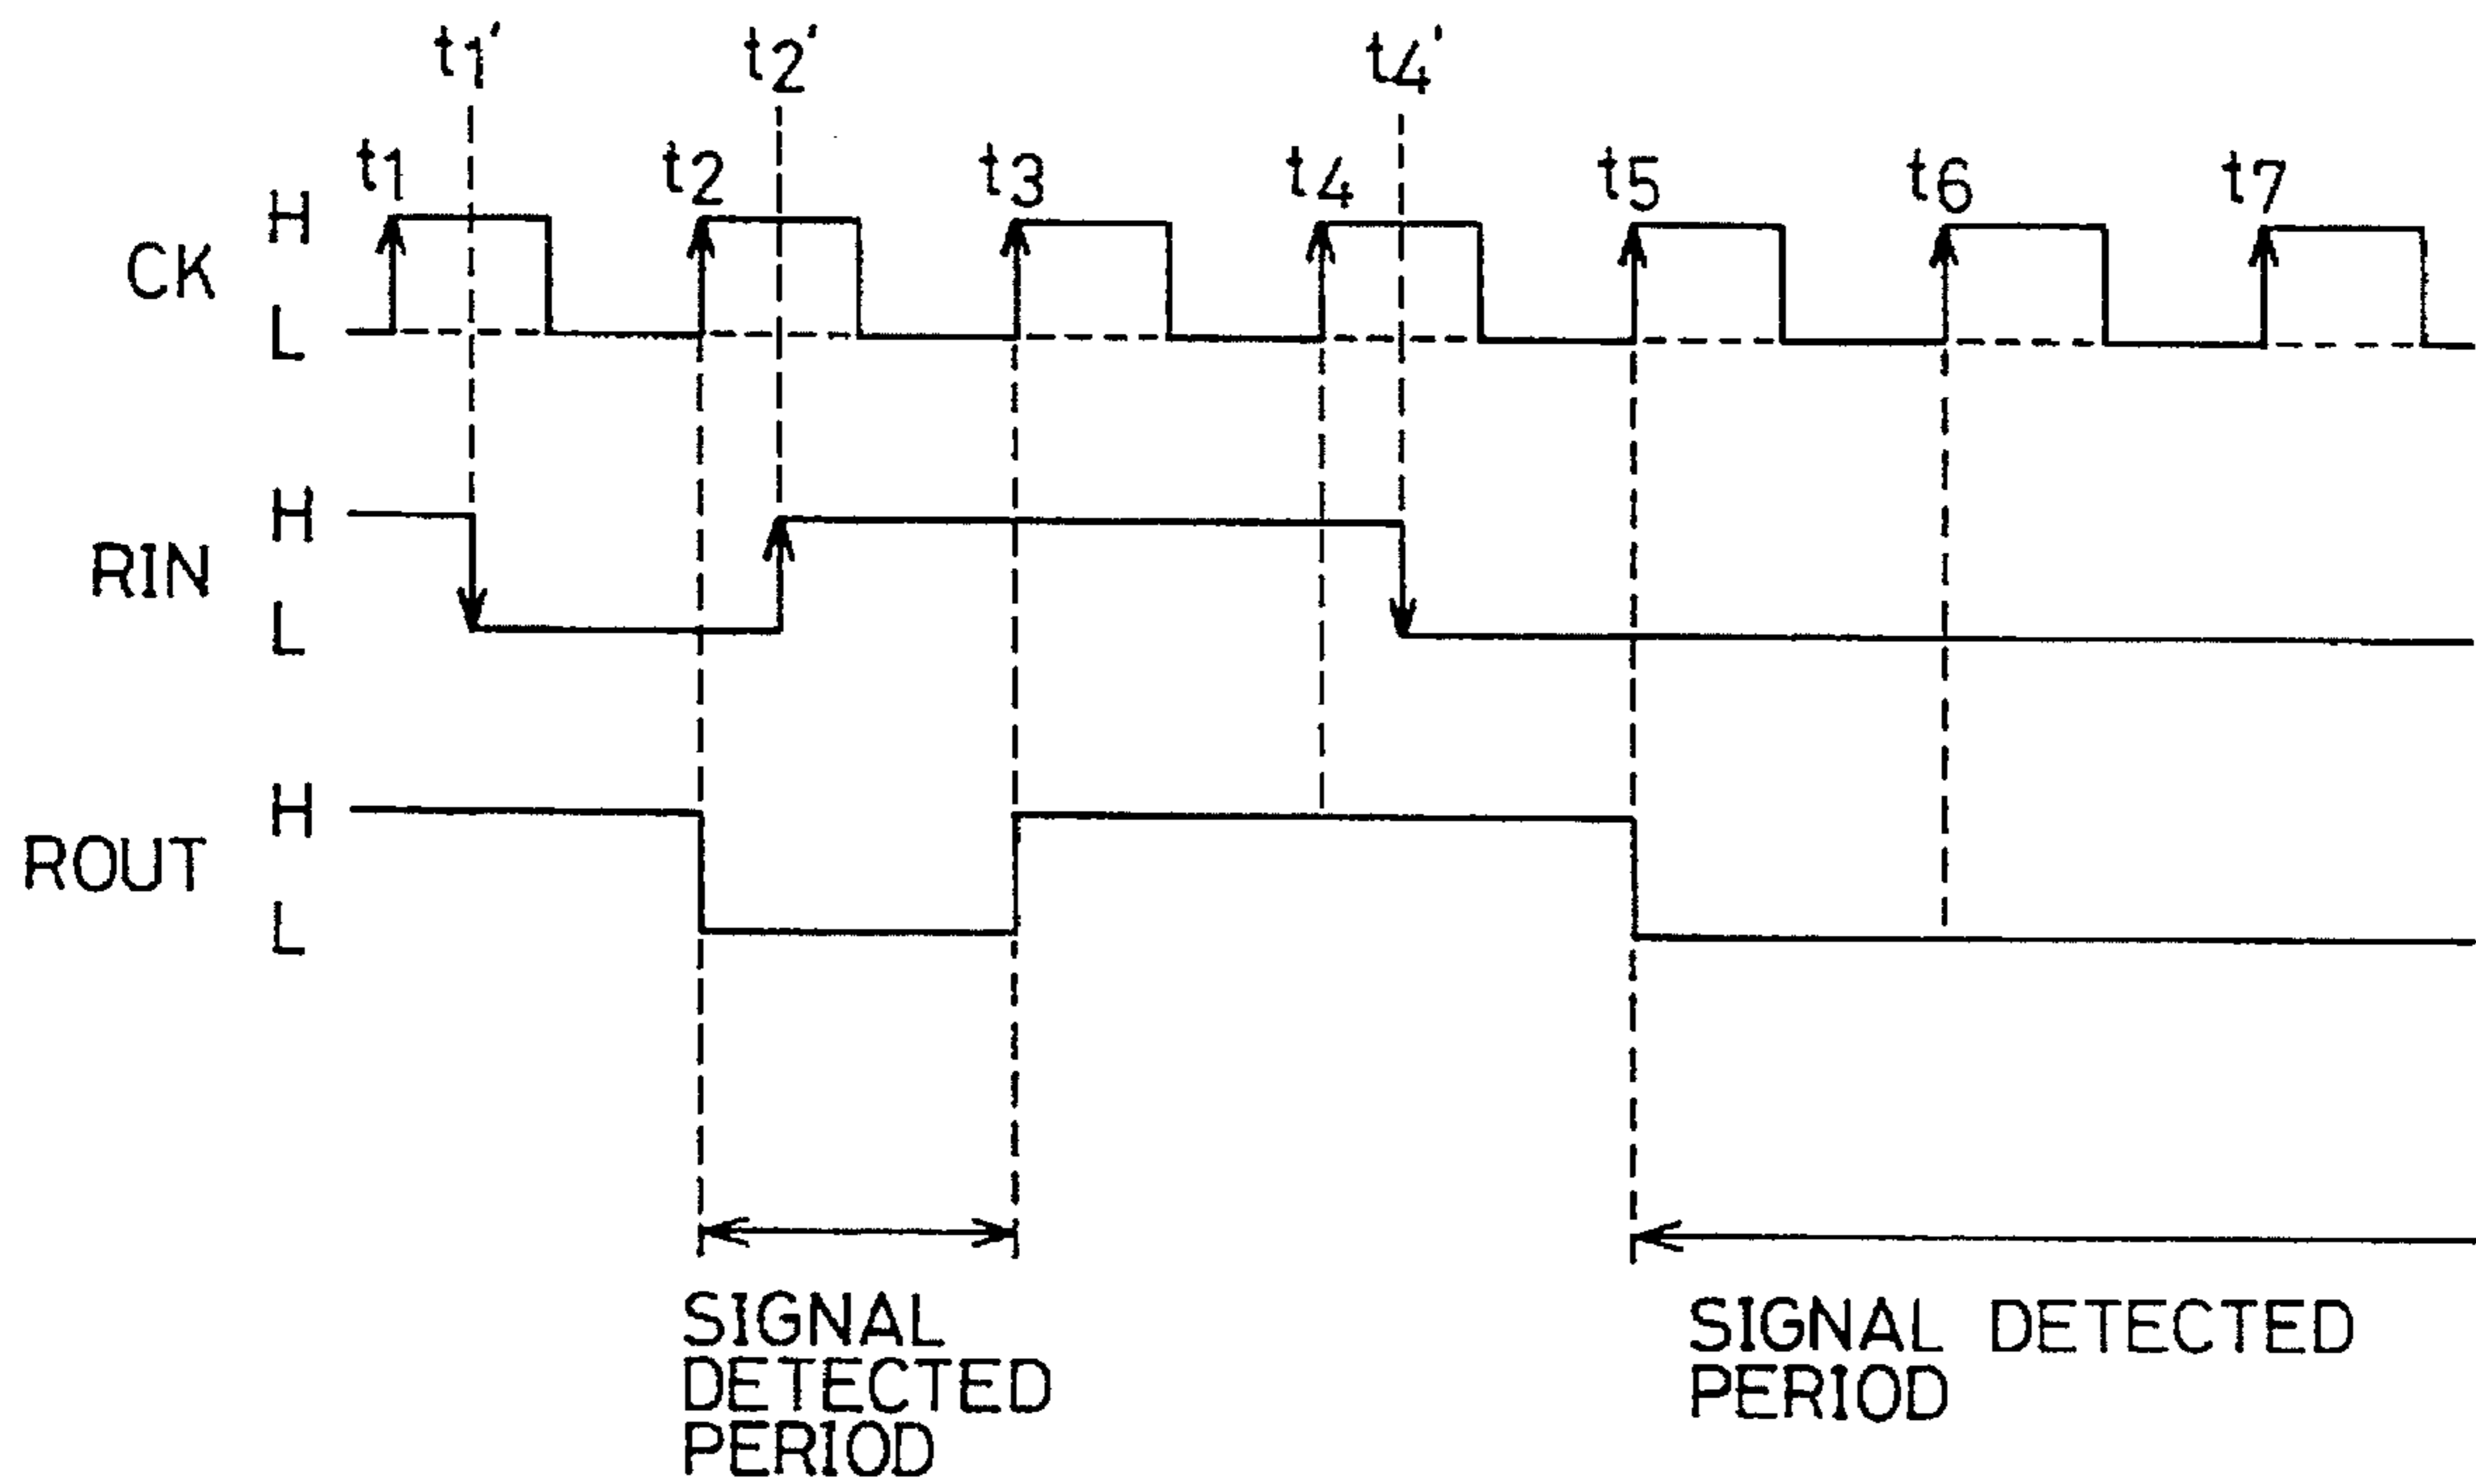 t1' t2' t4'
t1 t2 t3 t4 t5 t6 t7
H
CK
L
H
RIN
L
H
ROUT
L
SIGNAL
DETECTED
PERIOD
SIGNAL DETECTED
PERIOD